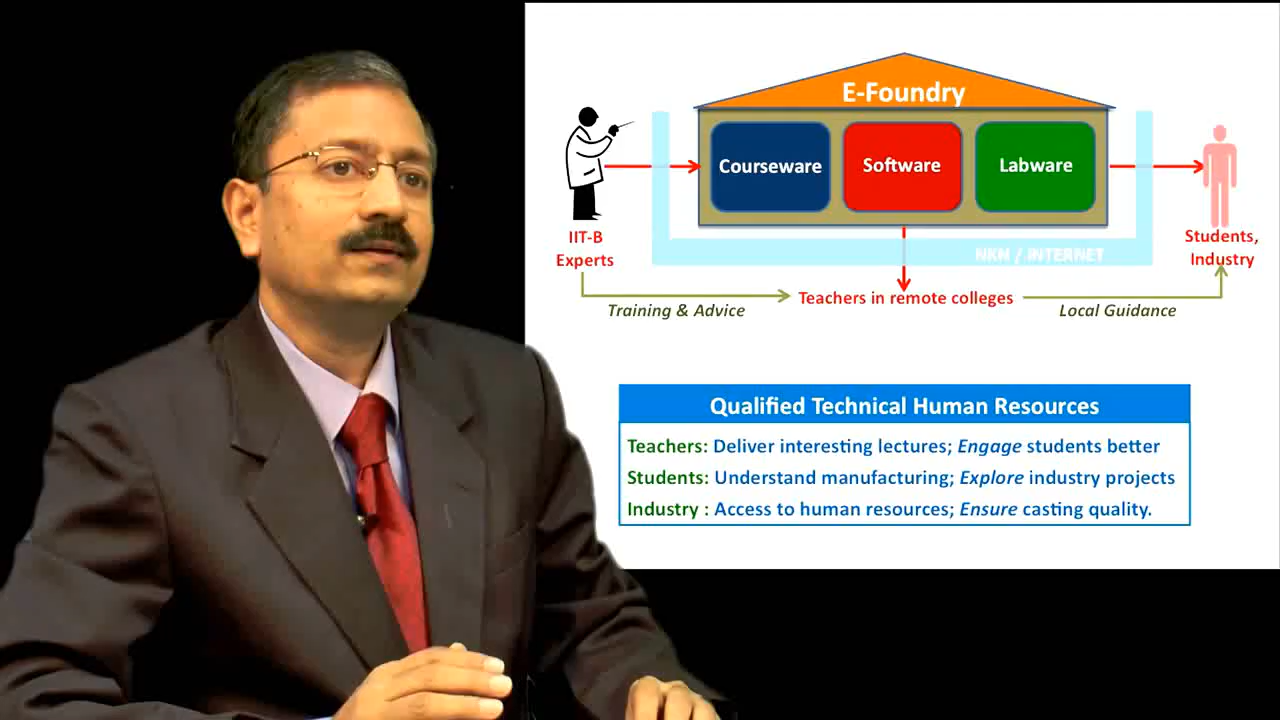 E-Foundry
Courseware
Software
Labware
IIT-B
Experts
Students,
Industry
NKN / INTERNET
Teachers in remote colleges
Training & Advice
Local Guidance
Qualified Technical Human Resources
Teachers: Deliver interesting lectures; Engage students better
Students: Understand manufacturing; Explore industry projects
Industry : Access to human resources; Ensure casting quality.